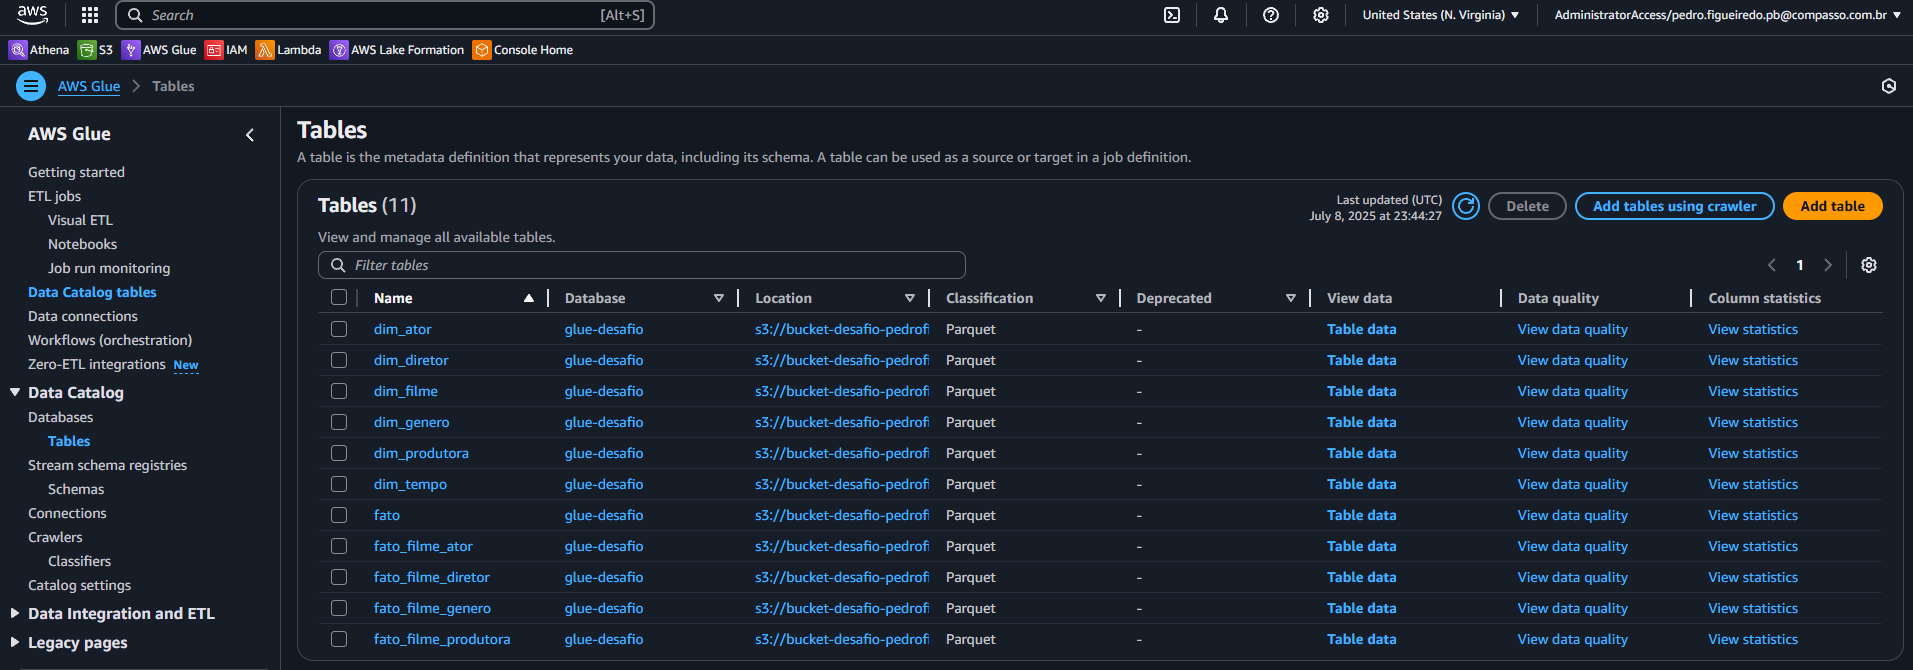 aws Search [Alt+S] United States (N. Virginia) AdministratorAccess/pedro.figueiredo.pb@compasso.com.br
Athena S3 AWS Glue IAM Lambda AWS Lake Formation Console Home
AWS Glue Tables
AWS Glue
Getting started
ETL jobs
Visual ETL
Notebooks
Job run monitoring
Data Catalog tables
Data connections
Workflows (orchestration)
Zero-ETL integrations New
Data Catalog
Databases
Tables
Stream schema registries
Schemas
Connections
Crawlers
Classifiers
Catalog settings
Data Integration and ETL
Legacy pages
Tables
A table is the metadata definition that represents your data, including its schema. A table can be used as a source or target in a job definition.
Tables (11)
Last updated (UTC)
July 8, 2025 at 23:44:27
Delete Add tables using crawler Add table
View and manage all available tables.
Filter tables
1
Name Database Location Classification Deprecated View data Data quality Column statistics
dim_ator glue-desafio s3://bucket-desafio-pedrofi Parquet - Table data View data quality View statistics
dim_diretor glue-desafio s3://bucket-desafio-pedrofi Parquet - Table data View data quality View statistics
dim_filme glue-desafio s3://bucket-desafio-pedrofi Parquet - Table data View data quality View statistics
dim_genero glue-desafio s3://bucket-desafio-pedrofi Parquet - Table data View data quality View statistics
dim_produtora glue-desafio s3://bucket-desafio-pedrofi Parquet - Table data View data quality View statistics
dim_tempo glue-desafio s3://bucket-desafio-pedrofi Parquet - Table data View data quality View statistics
fato glue-desafio s3://bucket-desafio-pedrofi Parquet - Table data View data quality View statistics
fato_filme_ator glue-desafio s3://bucket-desafio-pedrofi Parquet - Table data View data quality View statistics
fato_filme_diretor glue-desafio s3://bucket-desafio-pedrofi Parquet - Table data View data quality View statistics
fato_filme_genero glue-desafio s3://bucket-desafio-pedrofi Parquet - Table data View data quality View statistics
fato_filme_produtora glue-desafio s3://bucket-desafio-pedrofi Parquet - Table data View data quality View statistics